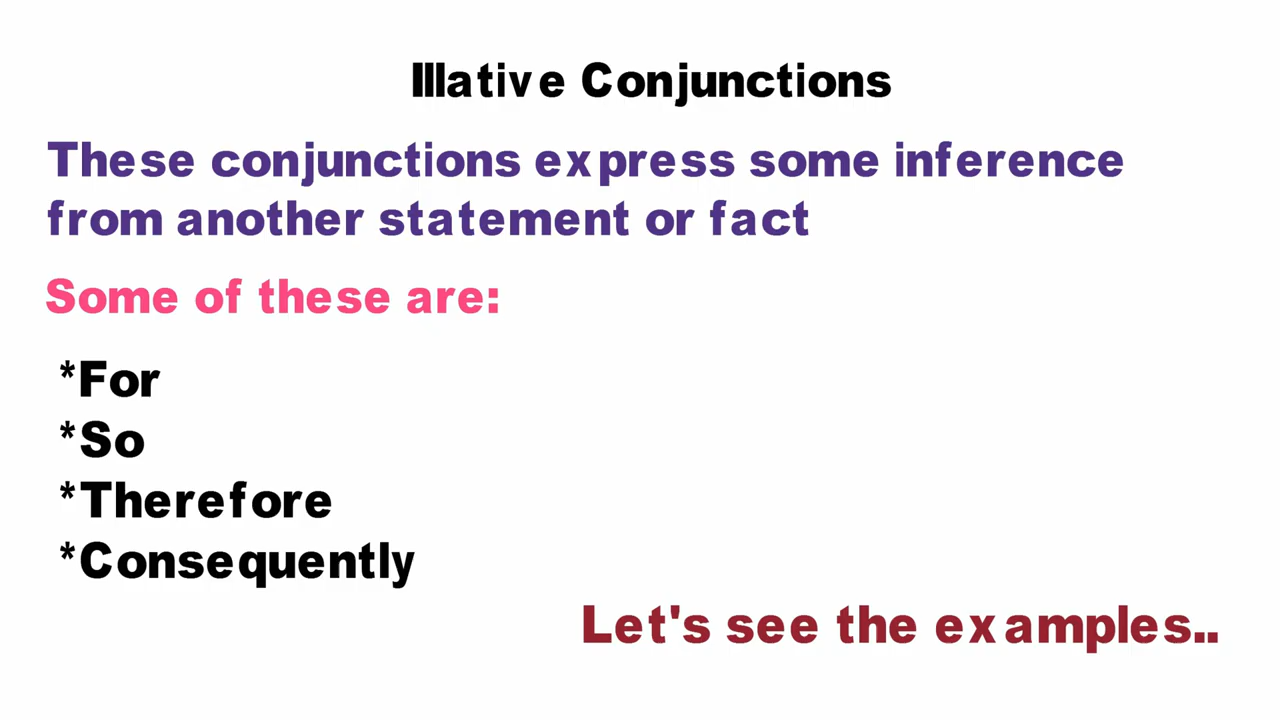 Illative Conjunctions
These conjunctions express some inference
from another statement or fact
Some of these are:
*For
*So
*Therefore
*Consequently
Let's see the examples..